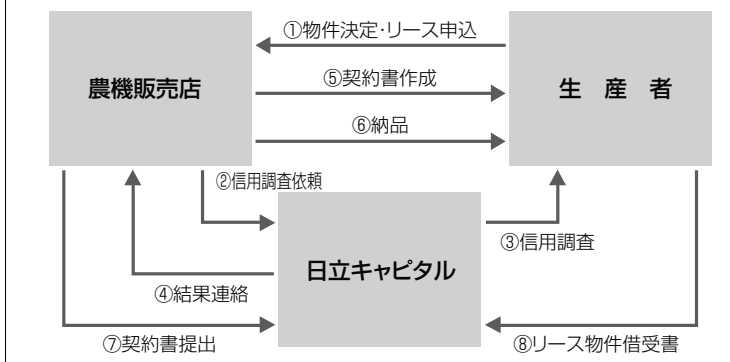 ①物件決定・リース申込
農機販売店
⑤契約書作成
生産者
⑥納品
②信用調査依頼
③信用調査
日立キャピタル
④結果連絡
⑦契約書提出
⑧リース物件借受書